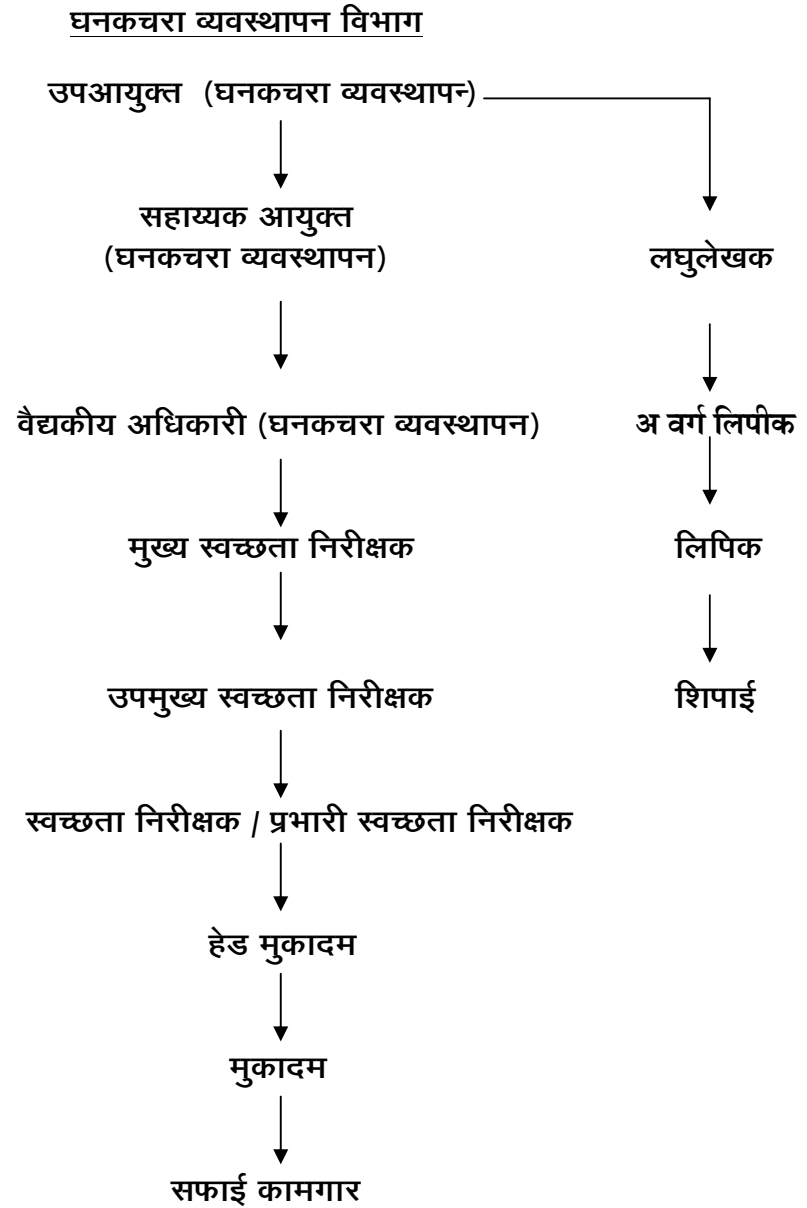 घनकचरा व्यवस्थापन विभाग
उपआयुक्त (घनकचरा व्यवस्थापन)
सहाय्यक आयुक्त
(घनकचरा व्यवस्थापन)
लघुलेखक
वैद्यकीय अधिकारी (घनकचरा व्यवस्थापन)
अ वर्ग लिपीक
मुख्य स्वच्छता निरीक्षक
लिपिक
उपमुख्य स्वच्छता निरीक्षक
शिपाई
स्वच्छता निरीक्षक / प्रभारी स्वच्छता निरीक्षक
हेड मुकादम
मुकादम
सफाई कामगार